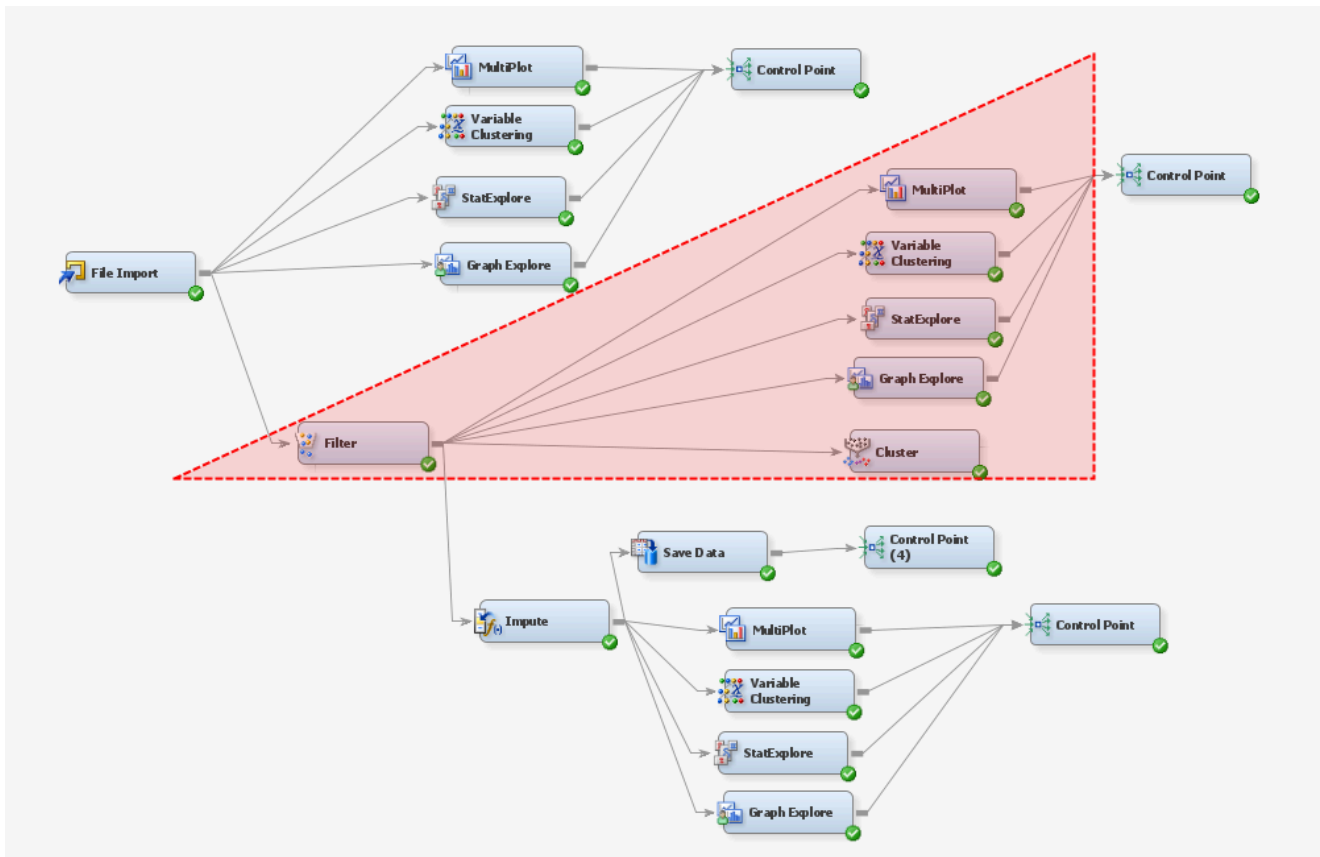 MultiPlot
Control Point
Variable
Clustering
StatExplore
Graph Explore
File Import
MultiPlot
Control Point
Variable
Clustering
StatExplore
Graph Explore
Filter
Cluster
Save Data
Control Point
(4)
Impute
MultiPlot
Control Point
Variable
Clustering
StatExplore
Graph Explore